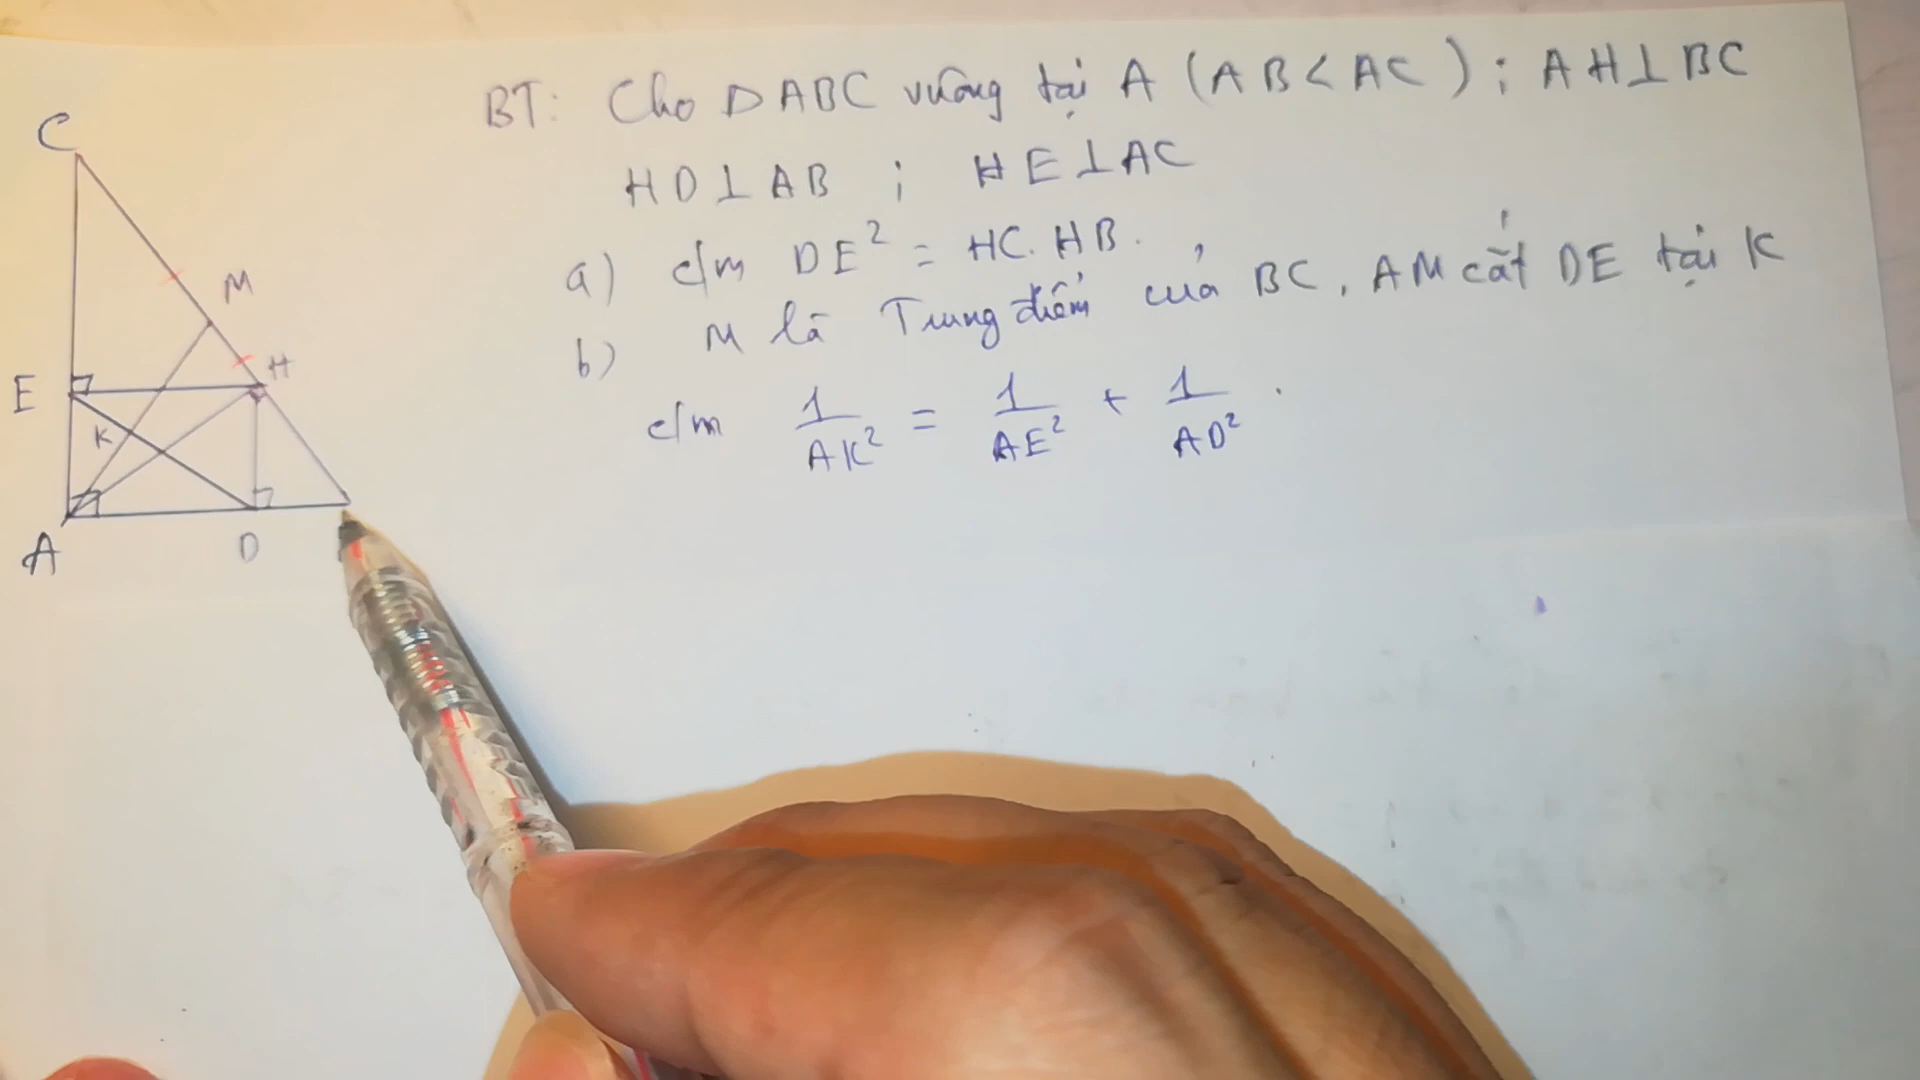 BT: Cho ΔABC vuông tại A (AB<AC); AH⊥BC
HD⊥AB ; HE⊥AC
a) c/m DE² = HC.HB.
b) M là Trung điểm của BC, AM cắt DE tại K
c/m 1/AK² = 1/AE² + 1/AD².
C
M
H
E
K
A
D